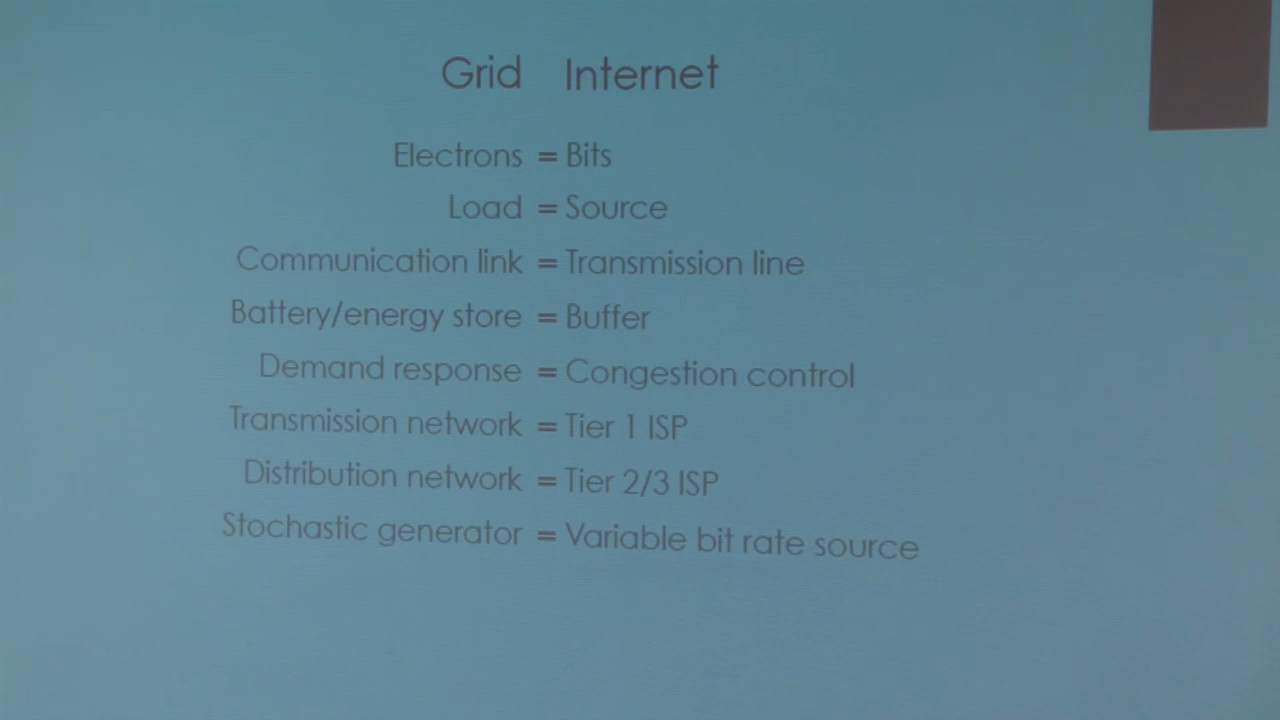 Grid Internet
Electrons = Bits
Load = Source
Communication link = Transmission line
Battery/energy store = Buffer
Demand response = Congestion control
Transmission network = Tier 1 ISP
Distribution network = Tier 2/3 ISP
Stochastic generator = Variable bit rate source